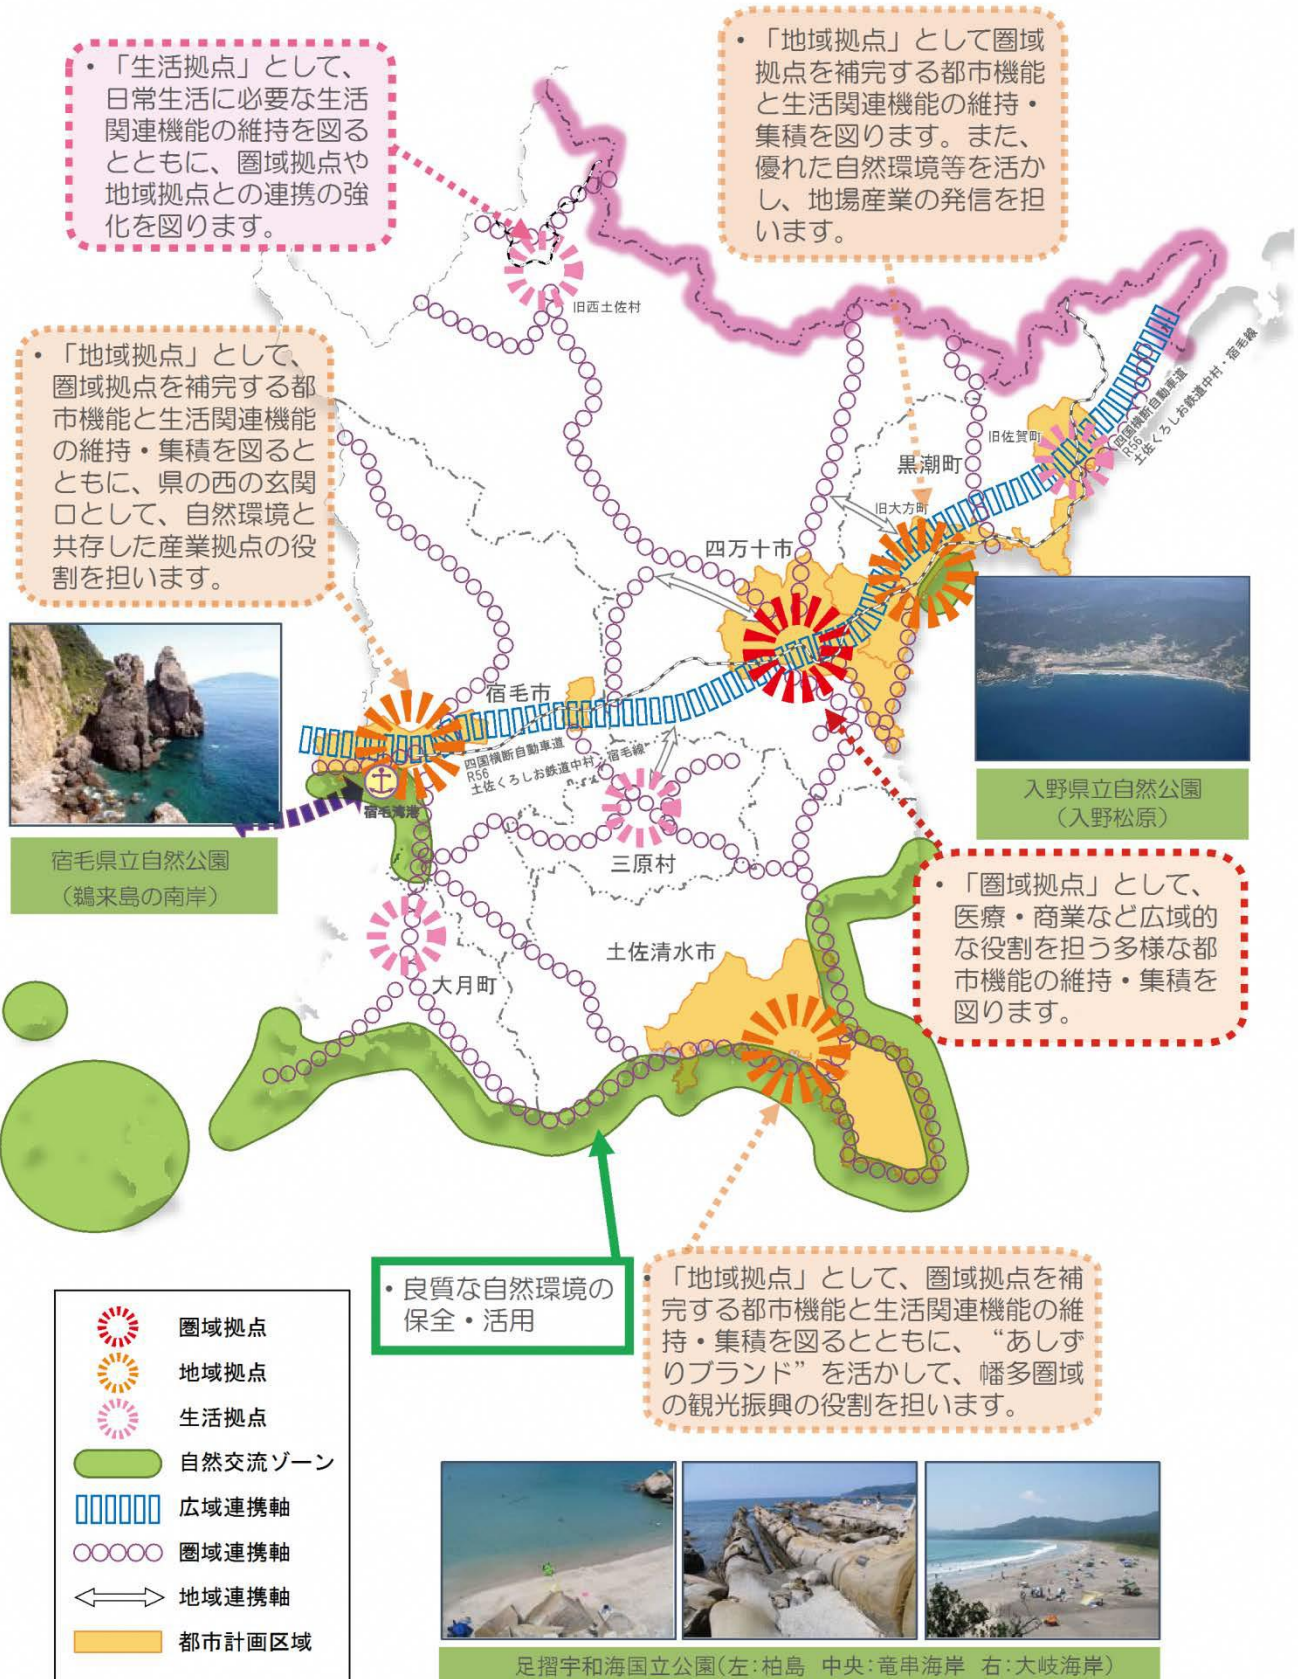 ・「生活拠点」として、
日常生活に必要な生活
関連機能の維持を図る
とともに、圏域拠点や
地域拠点との連携の強
化を図ります。
・「地域拠点」として圏域
拠点を補完する都市機能
と生活関連機能の維持・
集積を図ります。また、
優れた自然環境等を活か
し、地場産業の発信を担
います。
旧西土佐村
・「地域拠点」として、
圏域拠点を補完する都
市機能と生活関連機能
の維持・集積を図ると
ともに、県の西の玄関
口として、自然環境と
共存した産業拠点の役
割を担います。
四国横断自動車道
R56
土佐くろしお鉄道中村・宿毛線
旧佐賀町
黒潮町
旧大方町
四万十市
宿毛市
四国横断自動車道
R56
土佐くろしお鉄道中村・宿毛線
宿毛湾港
入野県立自然公園
(入野松原)
宿毛県立自然公園
(鵜来島の南岸)
三原村
・「圏域拠点」として、
医療・商業など広域的
な役割を担う多様な都
市機能の維持・集積を
図ります。
土佐清水市
大月町
・良質な自然環境の
保全・活用
・「地域拠点」として、圏域拠点を補
完する都市機能と生活関連機能の維
持・集積を図るとともに、“あしず
りブランド”を活かして、幡多圏域
の観光振興の役割を担います。
圏域拠点
地域拠点
生活拠点
自然交流ゾーン
広域連携軸
圏域連携軸
地域連携軸
都市計画区域
足摺宇和海国立公園(左:柏島 中央:竜串海岸 右:大岐海岸)